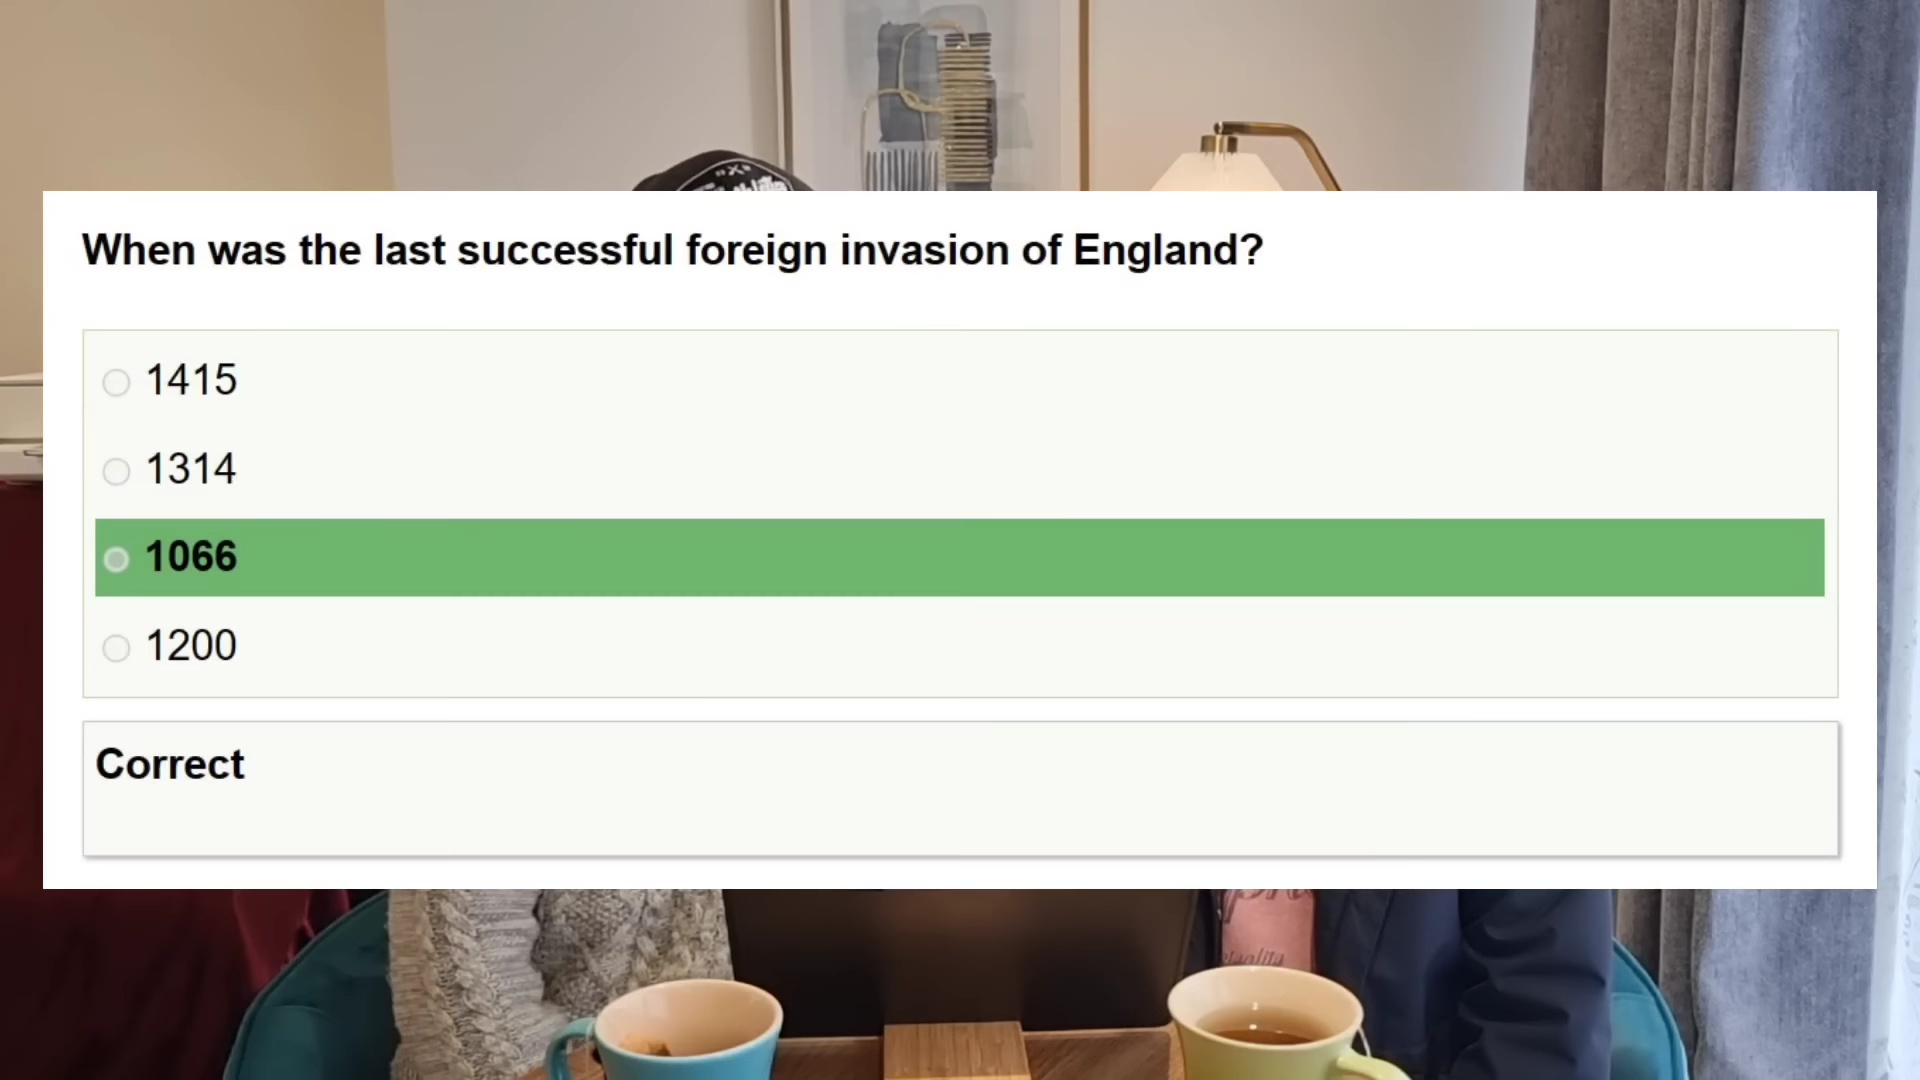 When was the last successful foreign invasion of England?
1415
1314
1066
1200
Correct